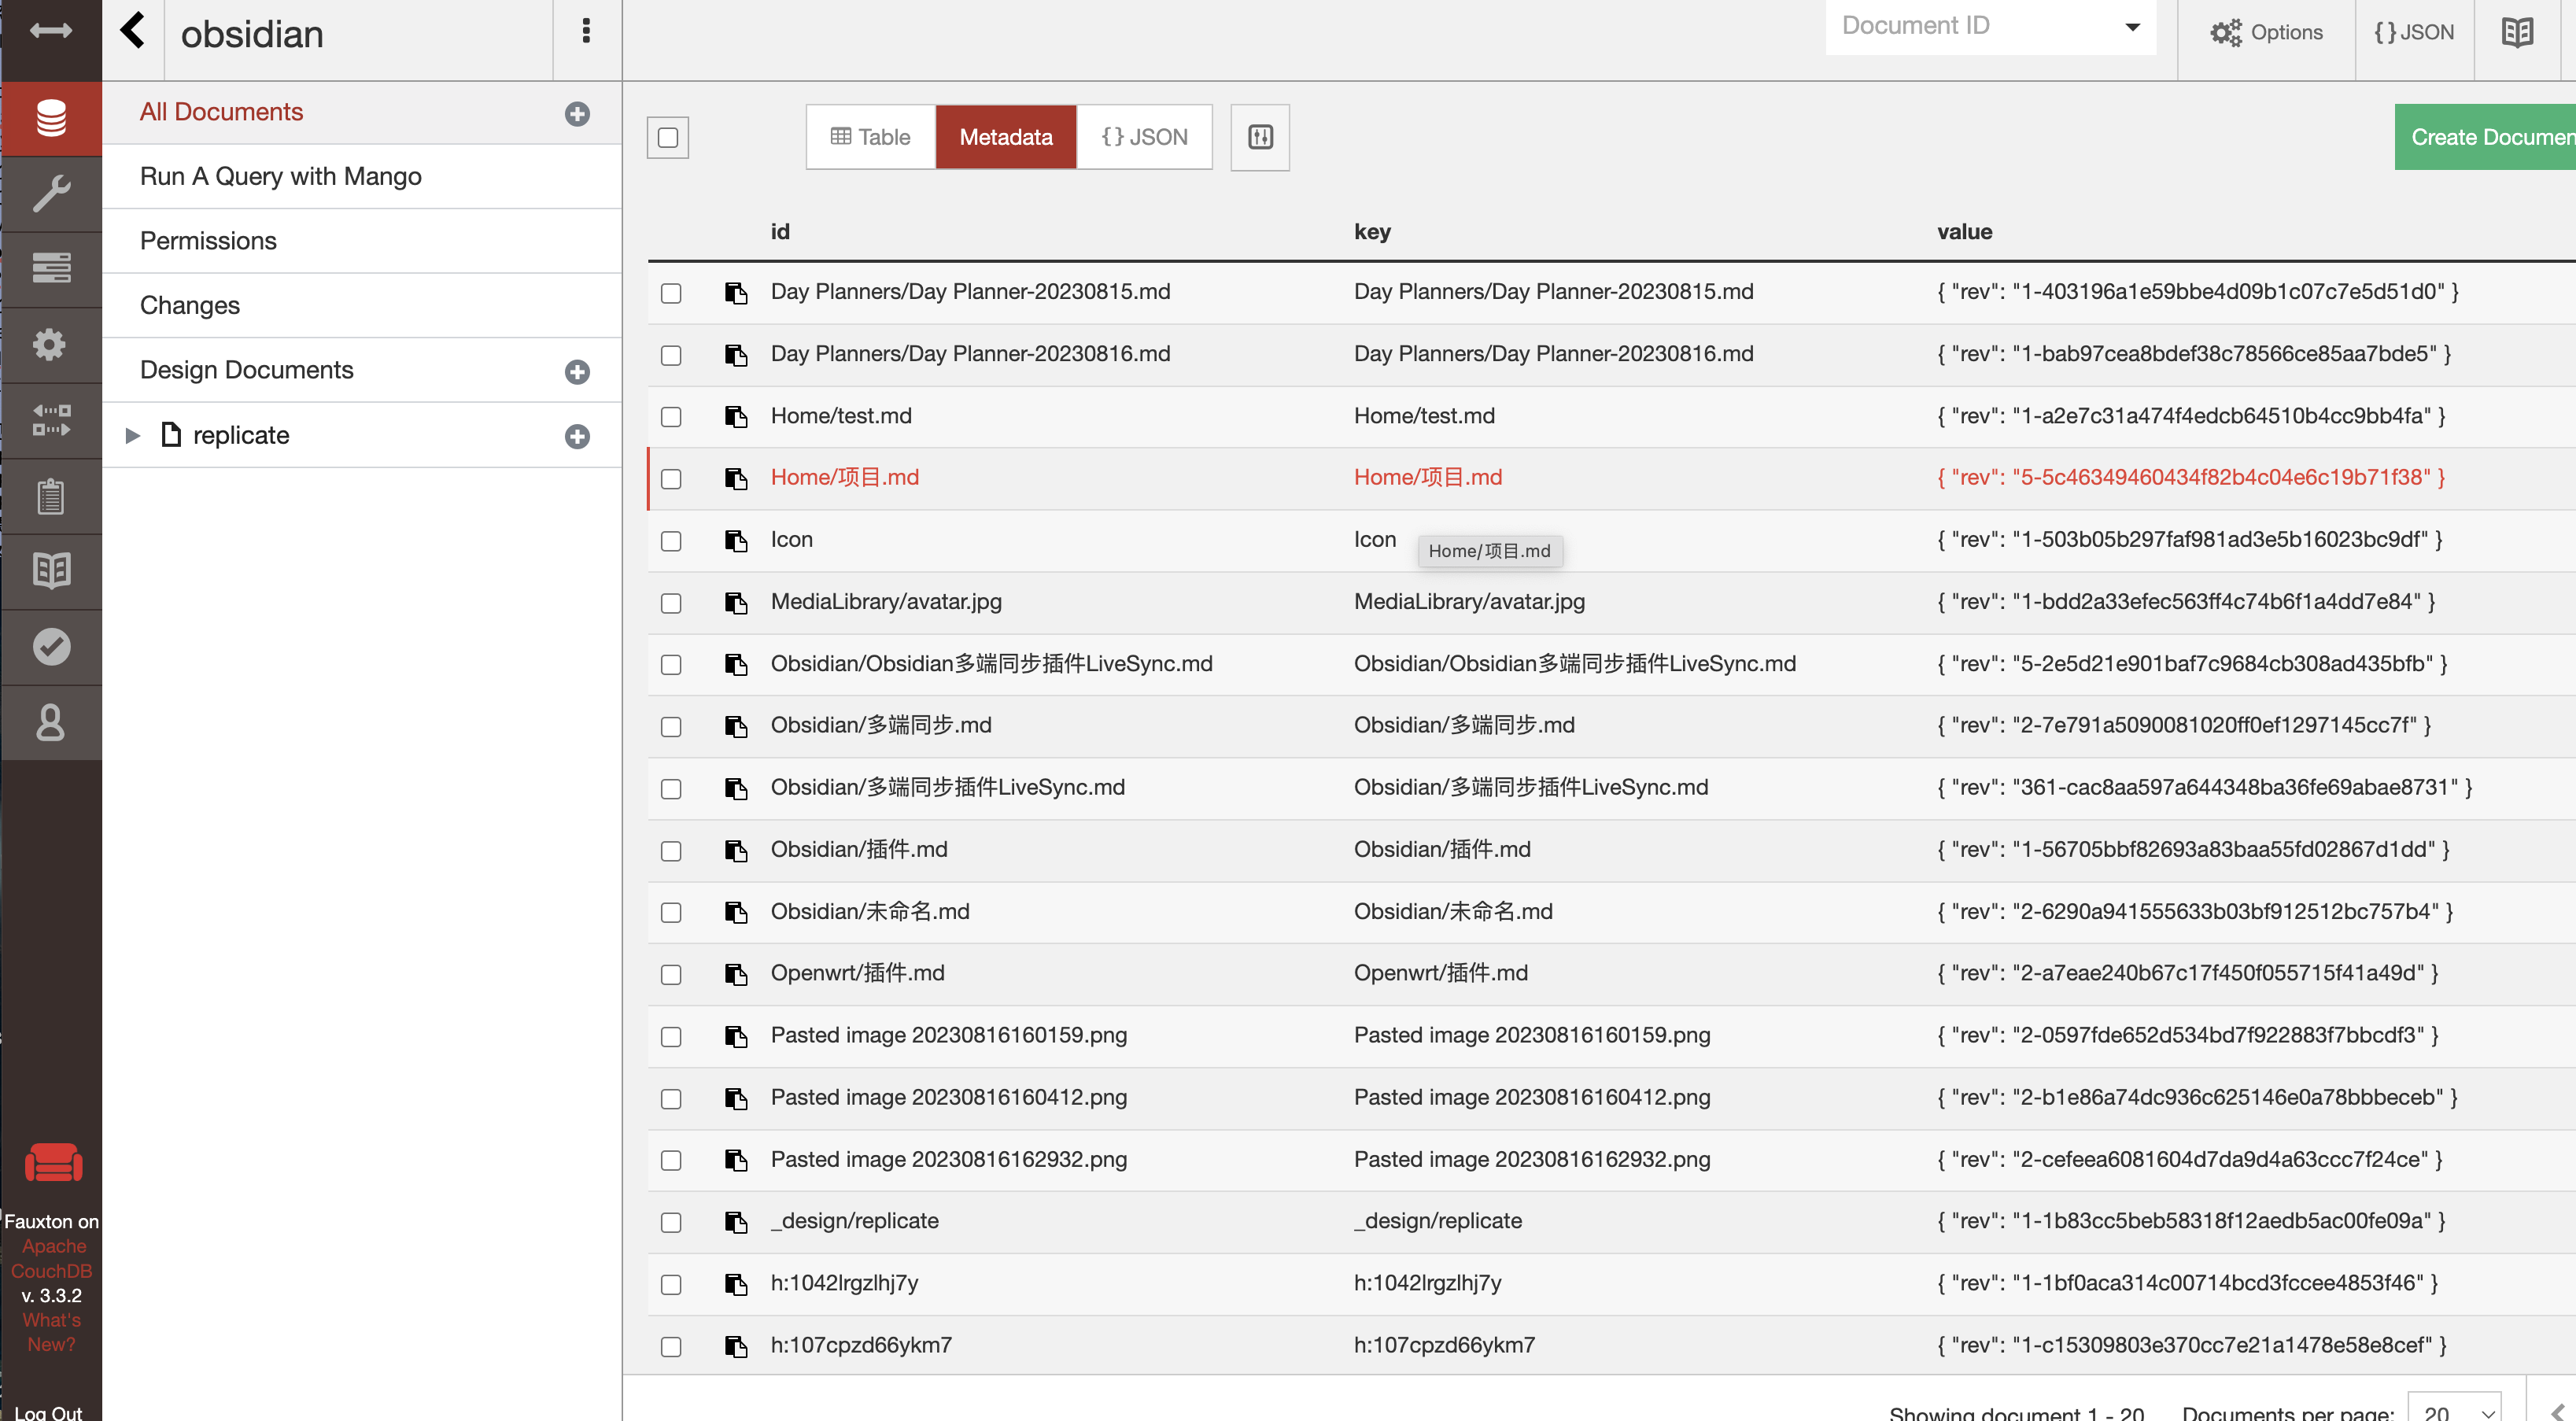 obsidian
Document ID
Options
{ } JSON
All Documents
Run A Query with Mango
Permissions
Changes
Design Documents
replicate
Table
Metadata
{ } JSON
Create Documen
id key value
Day Planners/Day Planner-20230815.md Day Planners/Day Planner-20230815.md { "rev": "1-403196a1e59bbe4d09b1c07c7e5d51d0" }
Day Planners/Day Planner-20230816.md Day Planners/Day Planner-20230816.md { "rev": "1-bab97cea8bdef38c78566ce85aa7bde5" }
Home/test.md Home/test.md { "rev": "1-a2e7c31a474f4edcb64510b4cc9bb4fa" }
Home/项目.md Home/项目.md { "rev": "5-5c46349460434f82b4c04e6c19b71f38" }
Icon Icon { "rev": "1-503b05b297faf981ad3e5b16023bc9df" }
Home/项目.md
MediaLibrary/avatar.jpg MediaLibrary/avatar.jpg { "rev": "1-bdd2a33efec563ff4c74b6f1a4dd7e84" }
Obsidian/Obsidian多端同步插件LiveSync.md Obsidian/Obsidian多端同步插件LiveSync.md { "rev": "5-2e5d21e901baf7c9684cb308ad435bfb" }
Obsidian/多端同步.md Obsidian/多端同步.md { "rev": "2-7e791a5090081020ff0ef1297145cc7f" }
Obsidian/多端同步插件LiveSync.md Obsidian/多端同步插件LiveSync.md { "rev": "361-cac8aa597a644348ba36fe69abae8731" }
Obsidian/插件.md Obsidian/插件.md { "rev": "1-56705bbf82693a83baa55fd02867d1dd" }
Obsidian/未命名.md Obsidian/未命名.md { "rev": "2-6290a941555633b03bf912512bc757b4" }
Openwrt/插件.md Openwrt/插件.md { "rev": "2-a7eae240b67c17f450f055715f41a49d" }
Pasted image 20230816160159.png Pasted image 20230816160159.png { "rev": "2-0597fde652d534bd7f922883f7bbcdf3" }
Pasted image 20230816160412.png Pasted image 20230816160412.png { "rev": "2-b1e86a74dc936c625146e0a78bbbeceb" }
Pasted image 20230816162932.png Pasted image 20230816162932.png { "rev": "2-cefeea6081604d7da9d4a63ccc7f24ce" }
_design/replicate _design/replicate { "rev": "1-1b83cc5beb58318f12aedb5ac00fe09a" }
h:1042lrgzlhj7y h:1042lrgzlhj7y { "rev": "1-1bf0aca314c00714bcd3fccee4853f46" }
h:107cpzd66ykm7 h:107cpzd66ykm7 { "rev": "1-c15309803e370cc7e21a1478e58e8cef" }
Showing document 1 - 20
Documents per page: 20
Fauxton on
Apache
CouchDB
v. 3.3.2
What's
New?
Log Out